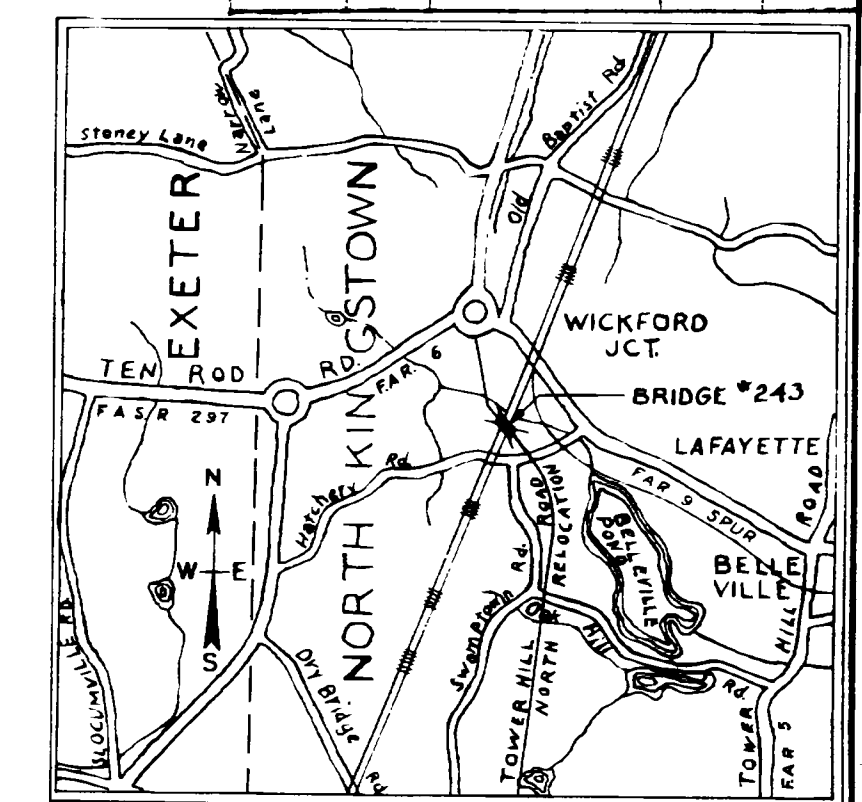 Stoney Lane
Narrow
Lane
Baptist Rd
Old
EXETER
NORTH KINGSTOWN
WICKFORD
JCT.
TEN ROD RD.
F.A.R. 6
F A S R 297
BRIDGE #243
LAFAYETTE
FAR 9 SPUR
ROAD
Hatchery Rd
N
W E
S
ROAD
RELOCATION
BELLEVILLE
POND
BELLE
VILLE
Rd.
Swamptown
Oak
Hill
Rd.
HILL
TOWER
FAR 5
TOWER HILL
NORTH
SLOCUMVILLE RD.
Dry Bridge
Rd